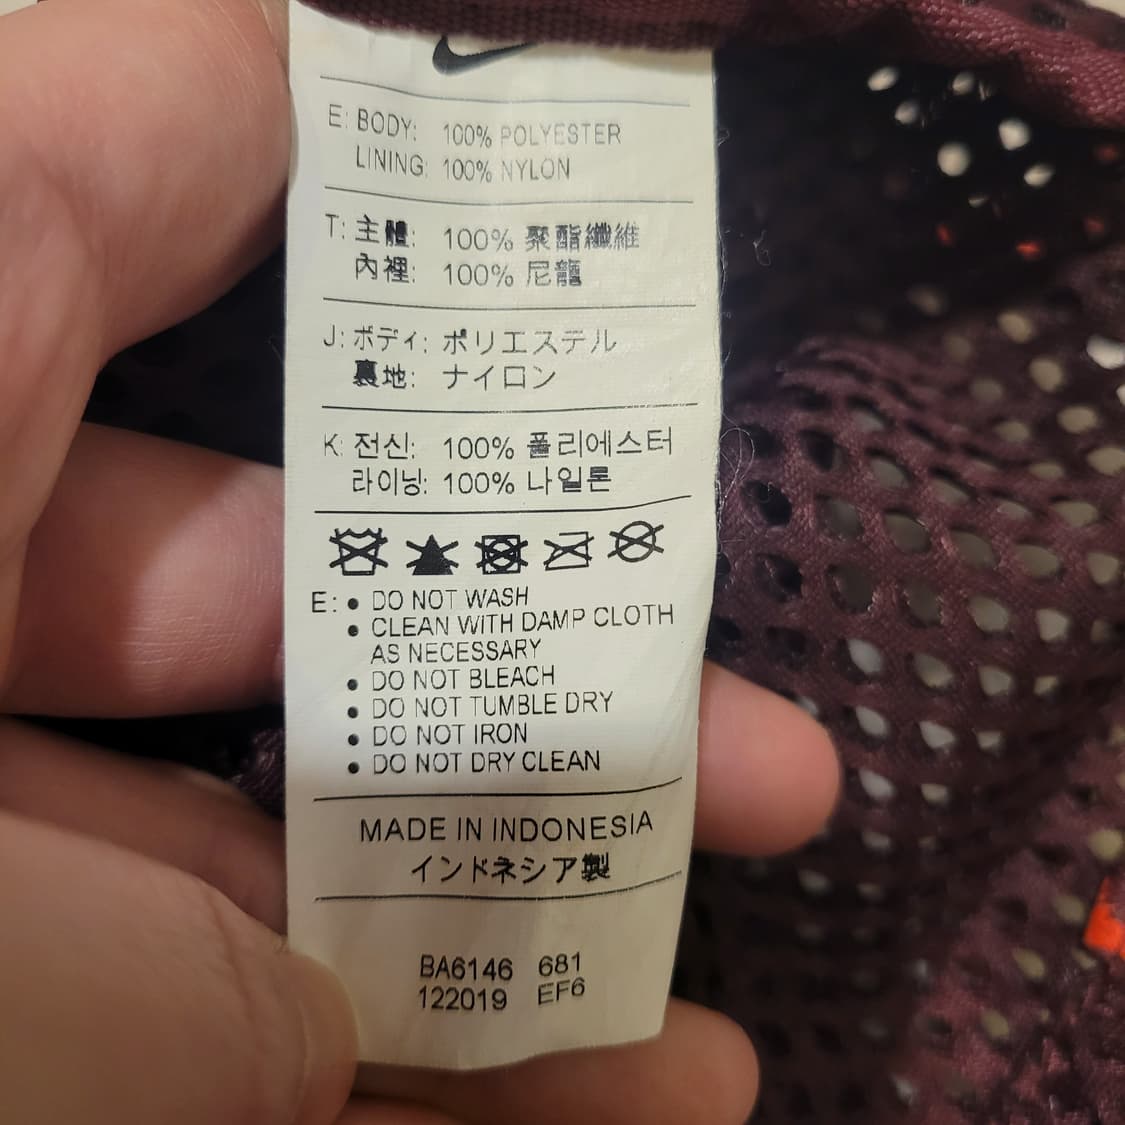 E: BODY: 100% POLYESTER
LINING: 100% NYLON
T: 主體: 100% 聚酯纖維
內裡: 100% 尼龍
J: ボディ: ポリエステル
裏地: ナイロン
K: 전신: 100% 폴리에스터
라이닝: 100% 나일론
E: • DO NOT WASH
• CLEAN WITH DAMP CLOTH
AS NECESSARY
• DO NOT BLEACH
• DO NOT TUMBLE DRY
• DO NOT IRON
• DO NOT DRY CLEAN
MADE IN INDONESIA
インドネシア製
BA6146 681
122019 EF6